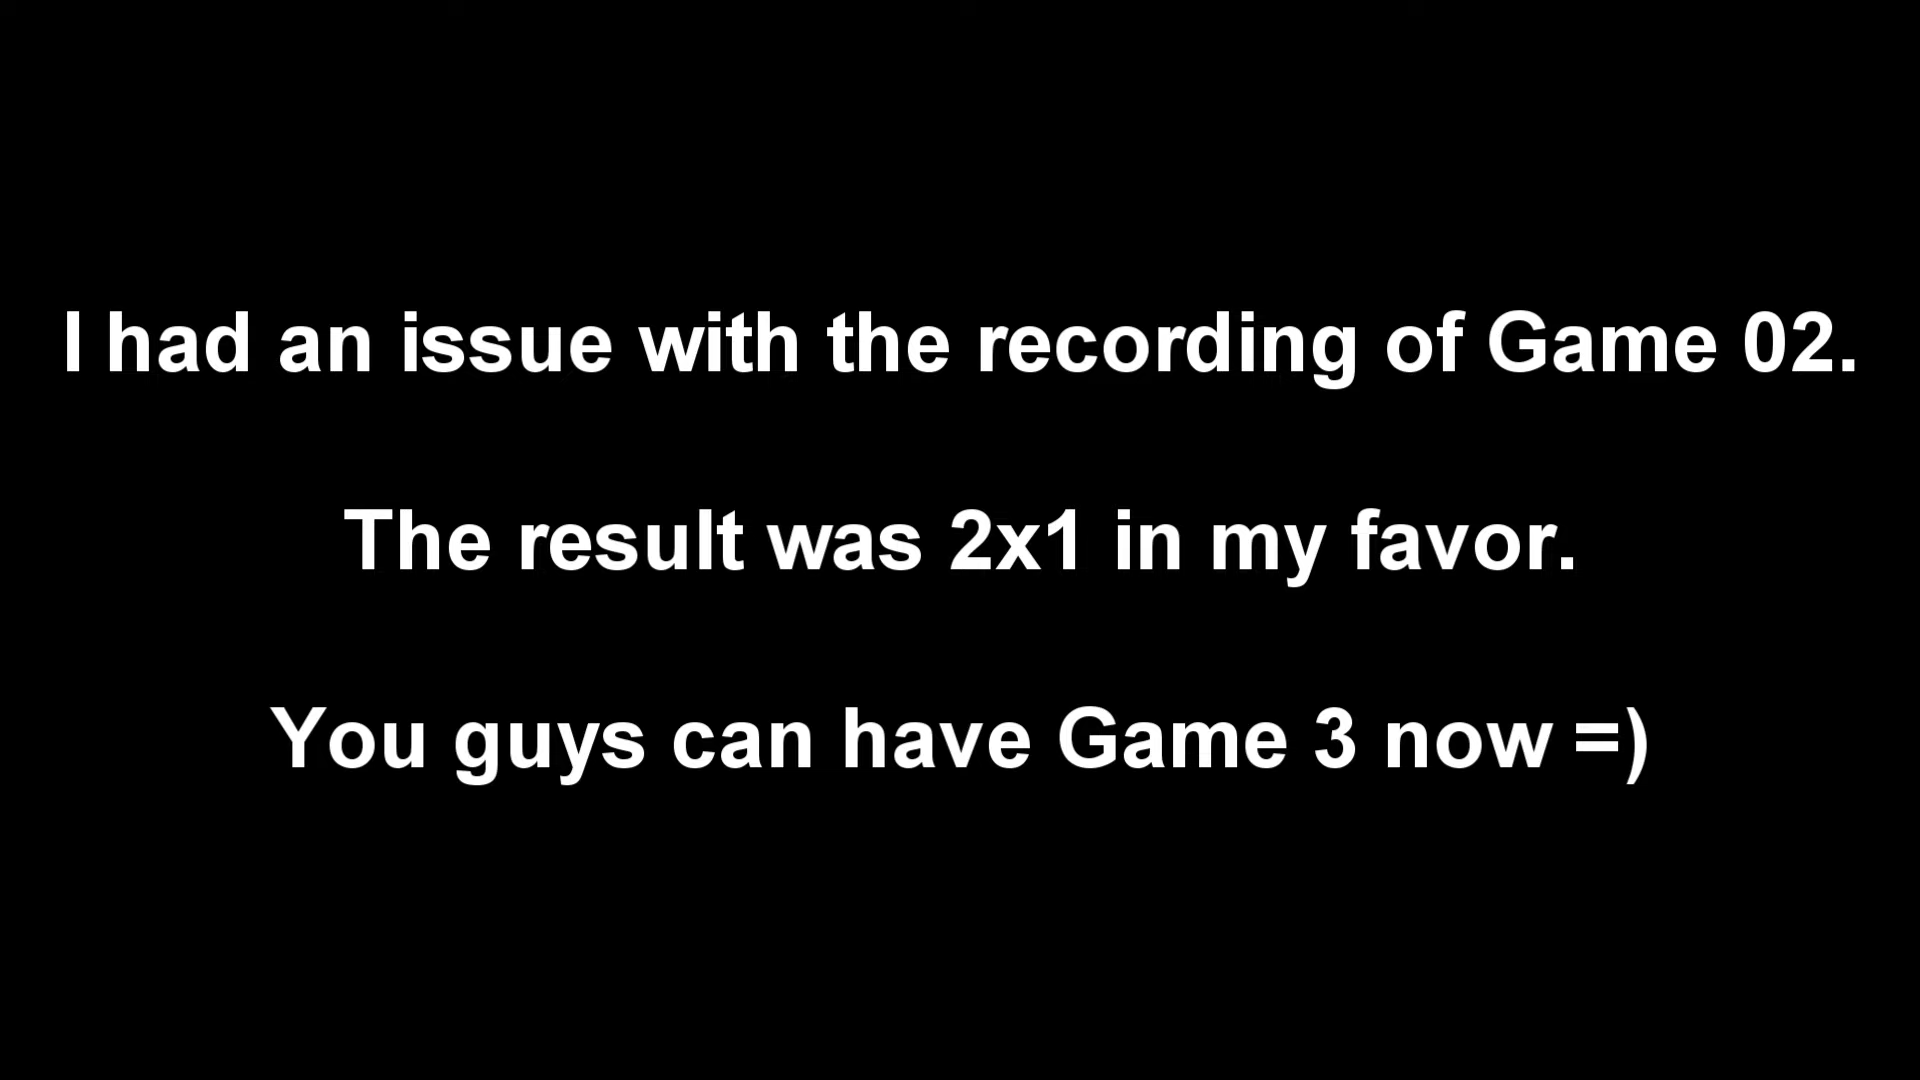 I had an issue with the recording of Game 02.
The result was 2x1 in my favor.
You guys can have Game 3 now =)